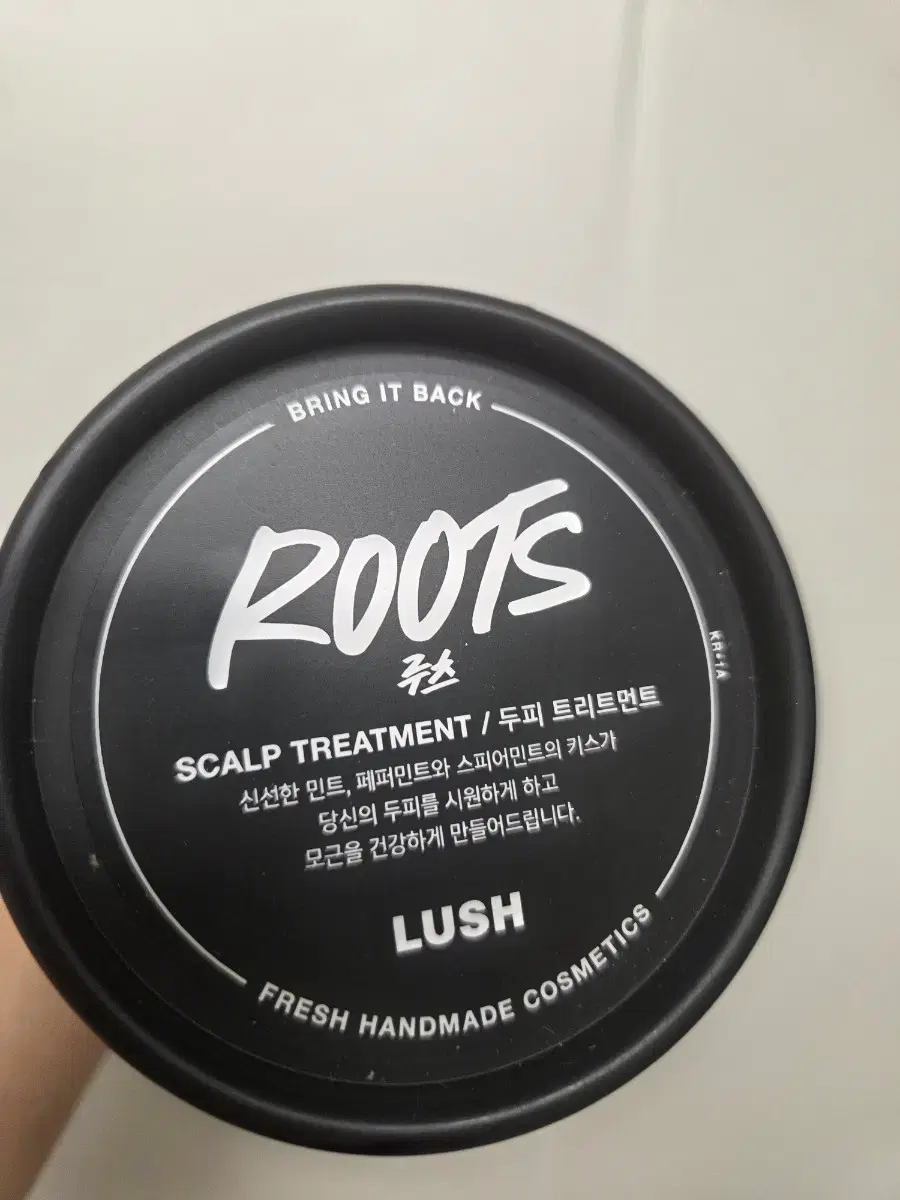 BRING IT BACK
ROOTS
루츠
SCALP TREATMENT / 두피 트리트먼트
신선한 민트, 페퍼민트와 스피어민트의 키스가
당신의 두피를 시원하게 하고
모근을 건강하게 만들어드립니다.
LUSH
FRESH HANDMADE COSMETICS